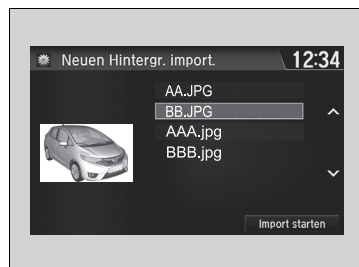 Neuen Hintergr. import.
12:34
AA.JPG
BB.JPG
AAA.jpg
BBB.jpg
Import starten